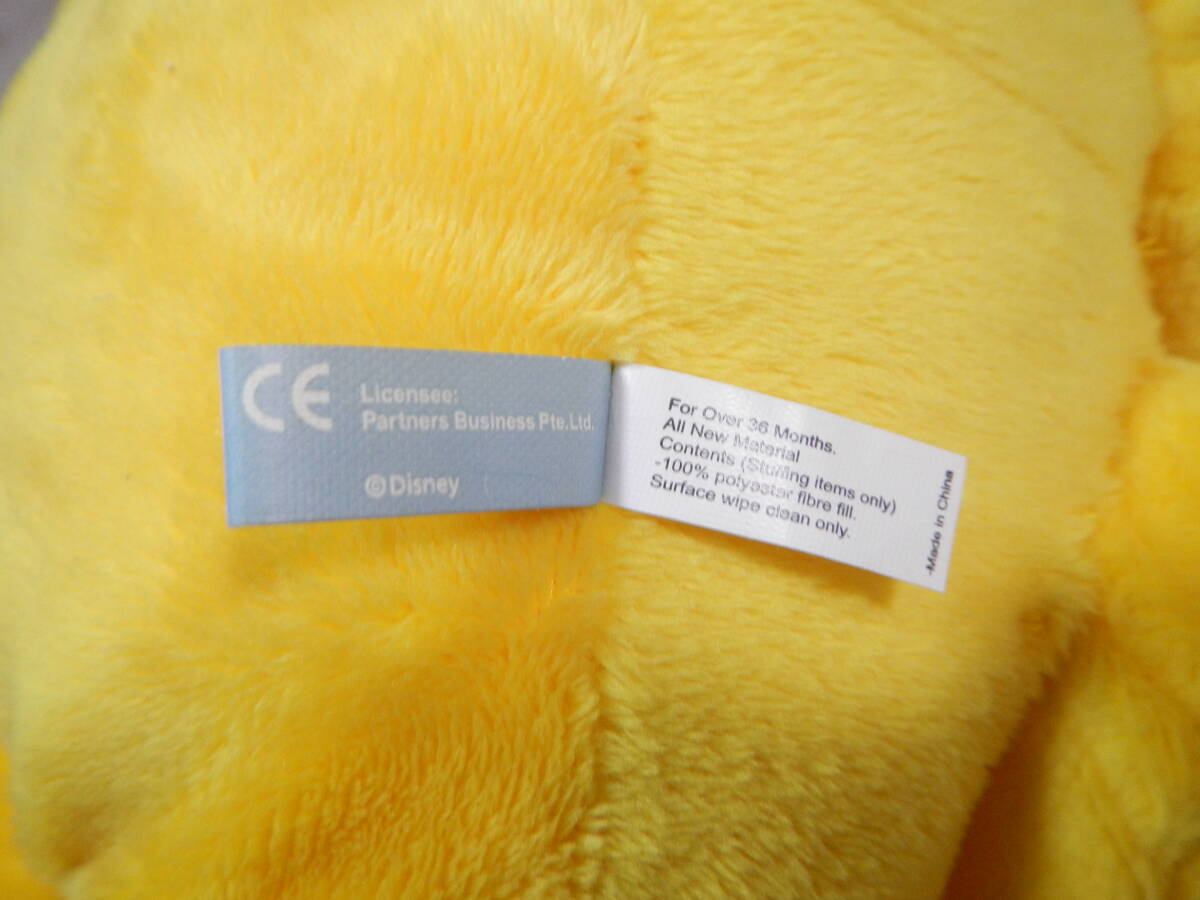 CE
Licensee:
Partners Business Pte.Ltd.
©Disney
For Over 36 Months.
All New Material
Contents (Stuffing items only)
-100% polyester fibre fill.
Surface wipe clean only.
-Made in China